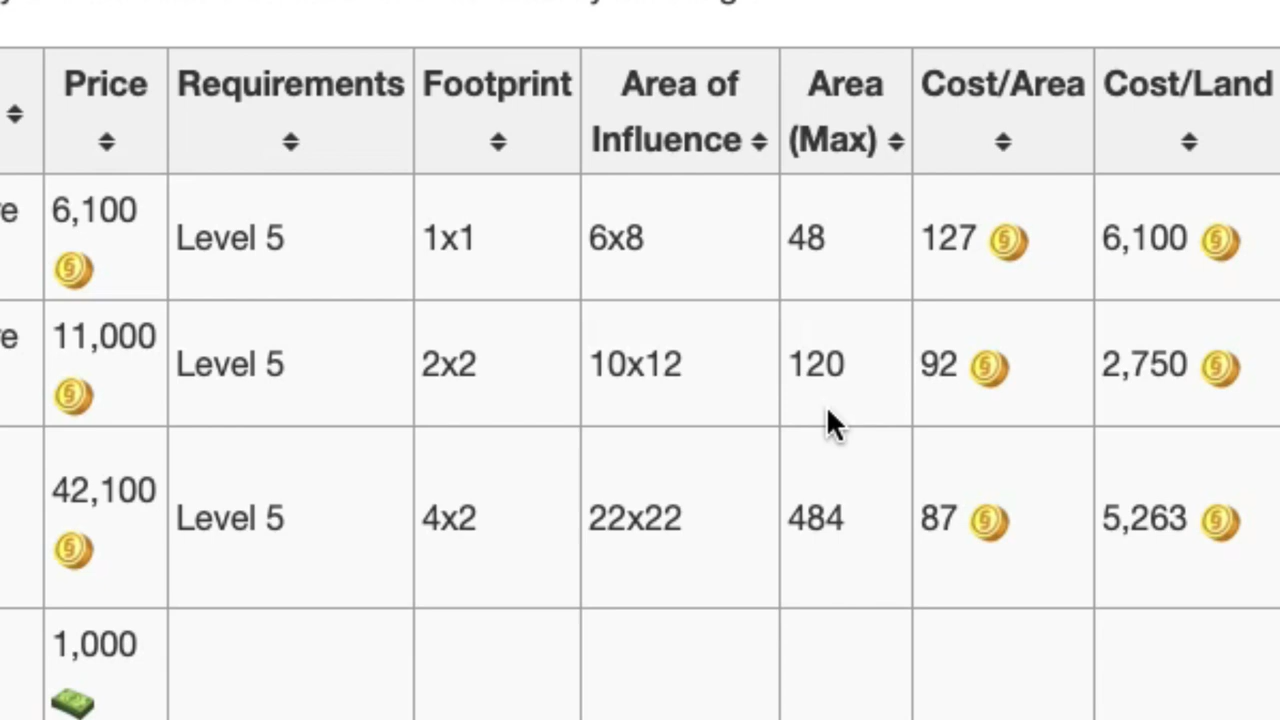 Price Requirements Footprint Area of Influence Area (Max) Cost/Area Cost/Land
re 6,100 Level 5 1x1 6x8 48 127 6,100
re 11,000 Level 5 2x2 10x12 120 92 2,750
42,100 Level 5 4x2 22x22 484 87 5,263
1,000